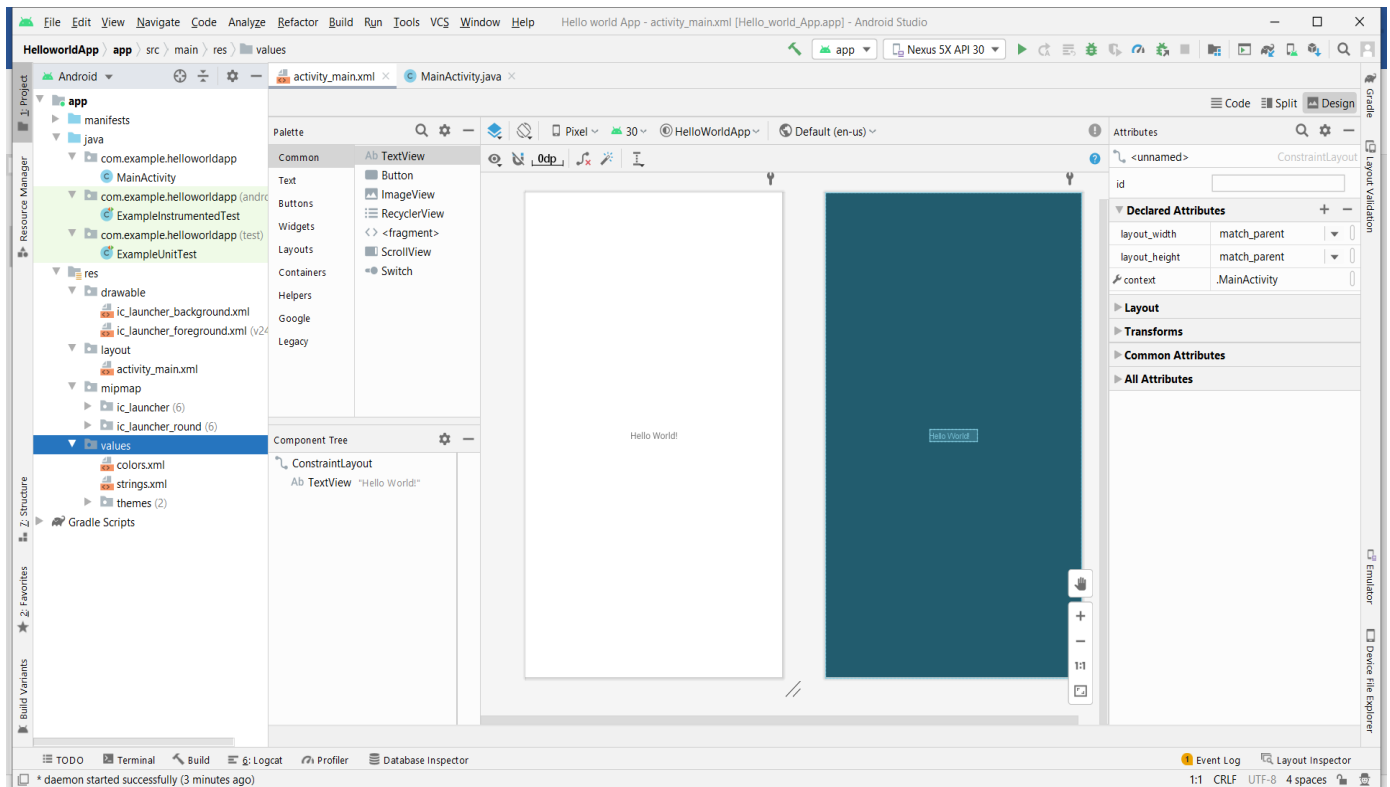 File Edit View Navigate Code Analyze Refactor Build Run Tools VCS Window Help Hello world App - activity_main.xml [Hello_world_App.app] - Android Studio
HelloworldApp app src main res values app Nexus 5X API 30
1: Project
Resource Manager
Z: Structure
2: Favorites
Build Variants
Android
app
manifests
java
com.example.helloworldapp
MainActivity
com.example.helloworldapp (andro
ExampleInstrumentedTest
com.example.helloworldapp (test)
ExampleUnitTest
res
drawable
ic_launcher_background.xml
ic_launcher_foreground.xml (v24
layout
activity_main.xml
mipmap
ic_launcher (6)
ic_launcher_round (6)
values
colors.xml
strings.xml
themes (2)
Gradle Scripts
activity_main.xml MainActivity.java
Code Split Design
Palette
Common
Text
Buttons
Widgets
Layouts
Containers
Helpers
Google
Legacy
Ab TextView
Button
ImageView
RecyclerView
<> <fragment>
ScrollView
Switch
Component Tree
ConstraintLayout
Ab TextView "Hello World!"
Pixel 30 HelloWorldApp Default (en-us)
0dp
Hello World!
Hello World!
1:1
Attributes
<unnamed> ConstraintLayout
id
Declared Attributes
layout_width match_parent
layout_height match_parent
context .MainActivity
Layout
Transforms
Common Attributes
All Attributes
Gradle
Layout Validation
Emulator
Device File Explorer
TODO Terminal Build 6: Logcat Profiler Database Inspector 1 Event Log Layout Inspector
* daemon started successfully (3 minutes ago) 1:1 CRLF UTF-8 4 spaces